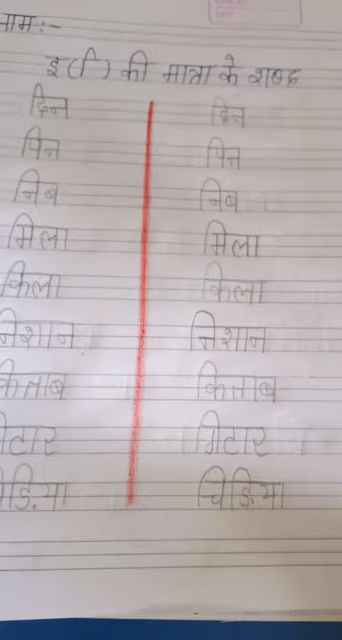 नाम:-
इ(ि) की मात्रा के शब्द
दिन दिन
पिन पिन
निब निब
मिला मिला
किला किला
निशान निशान
किताब किताब
गिटार गिटार
चिड़िया चिड़िया